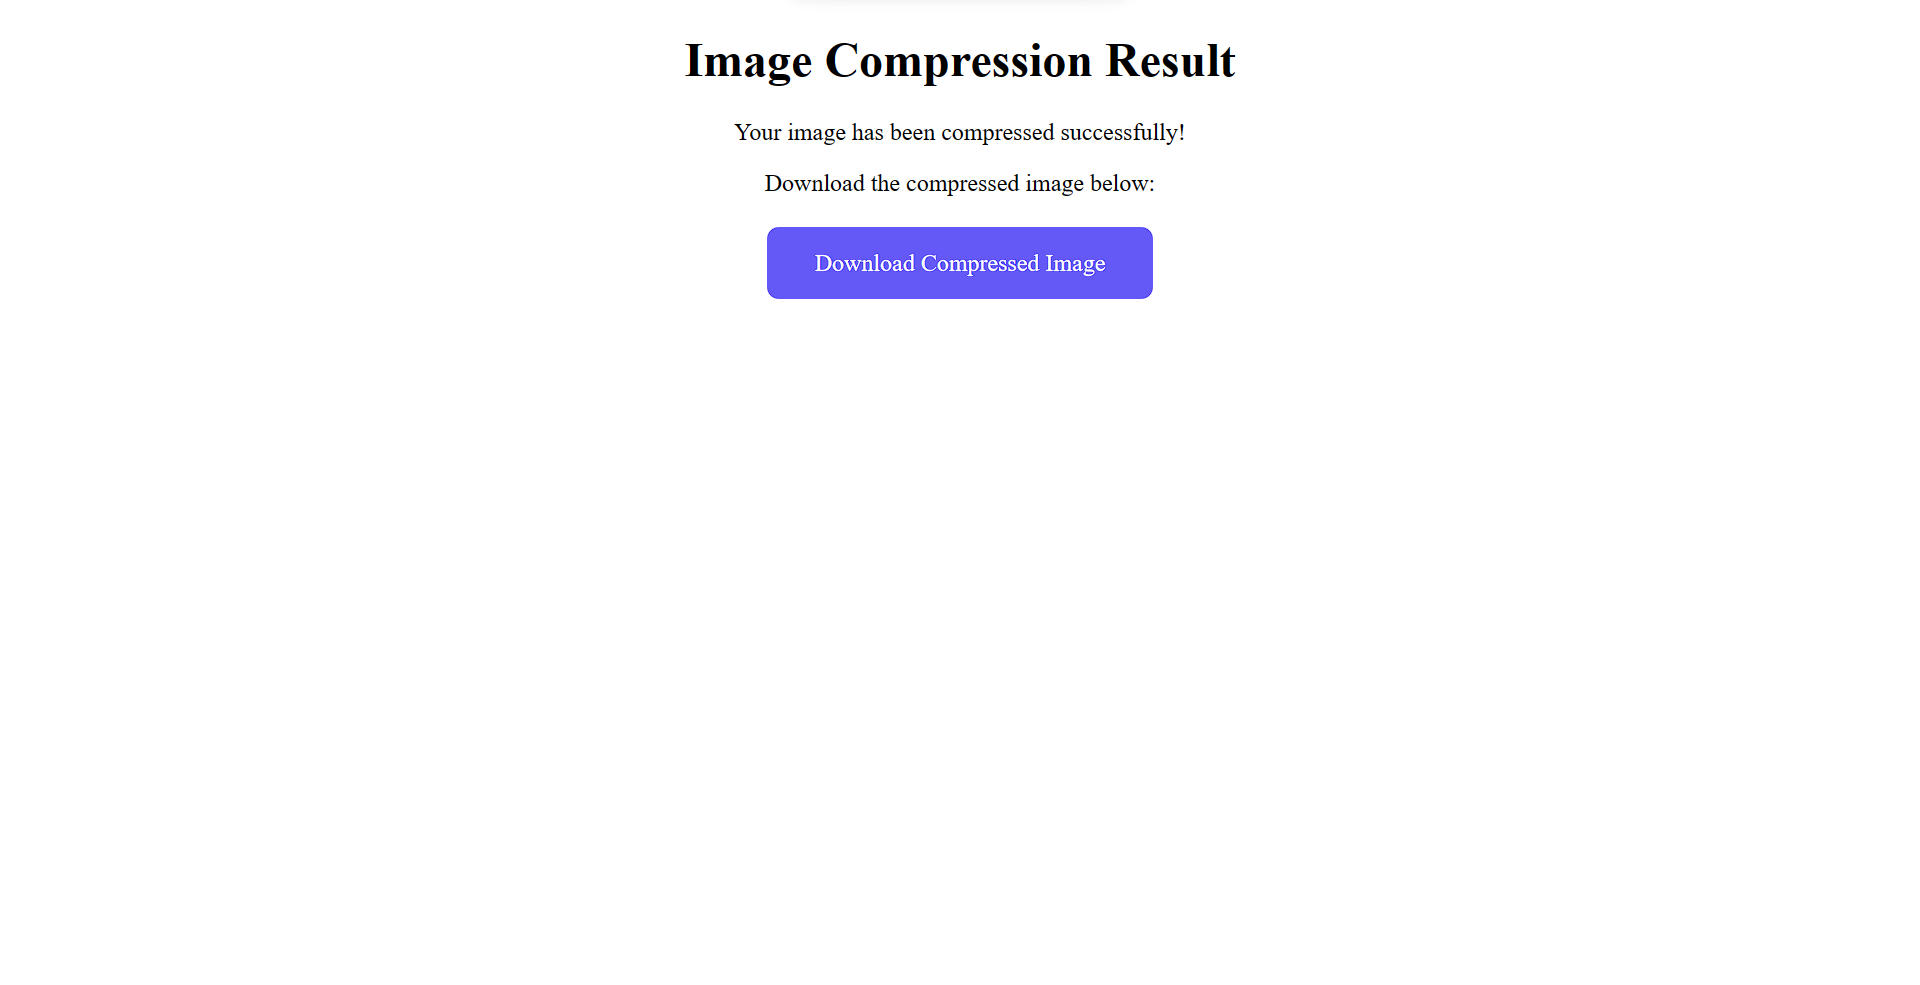 Image Compression Result
Your image has been compressed successfully!
Download the compressed image below:
Download Compressed Image